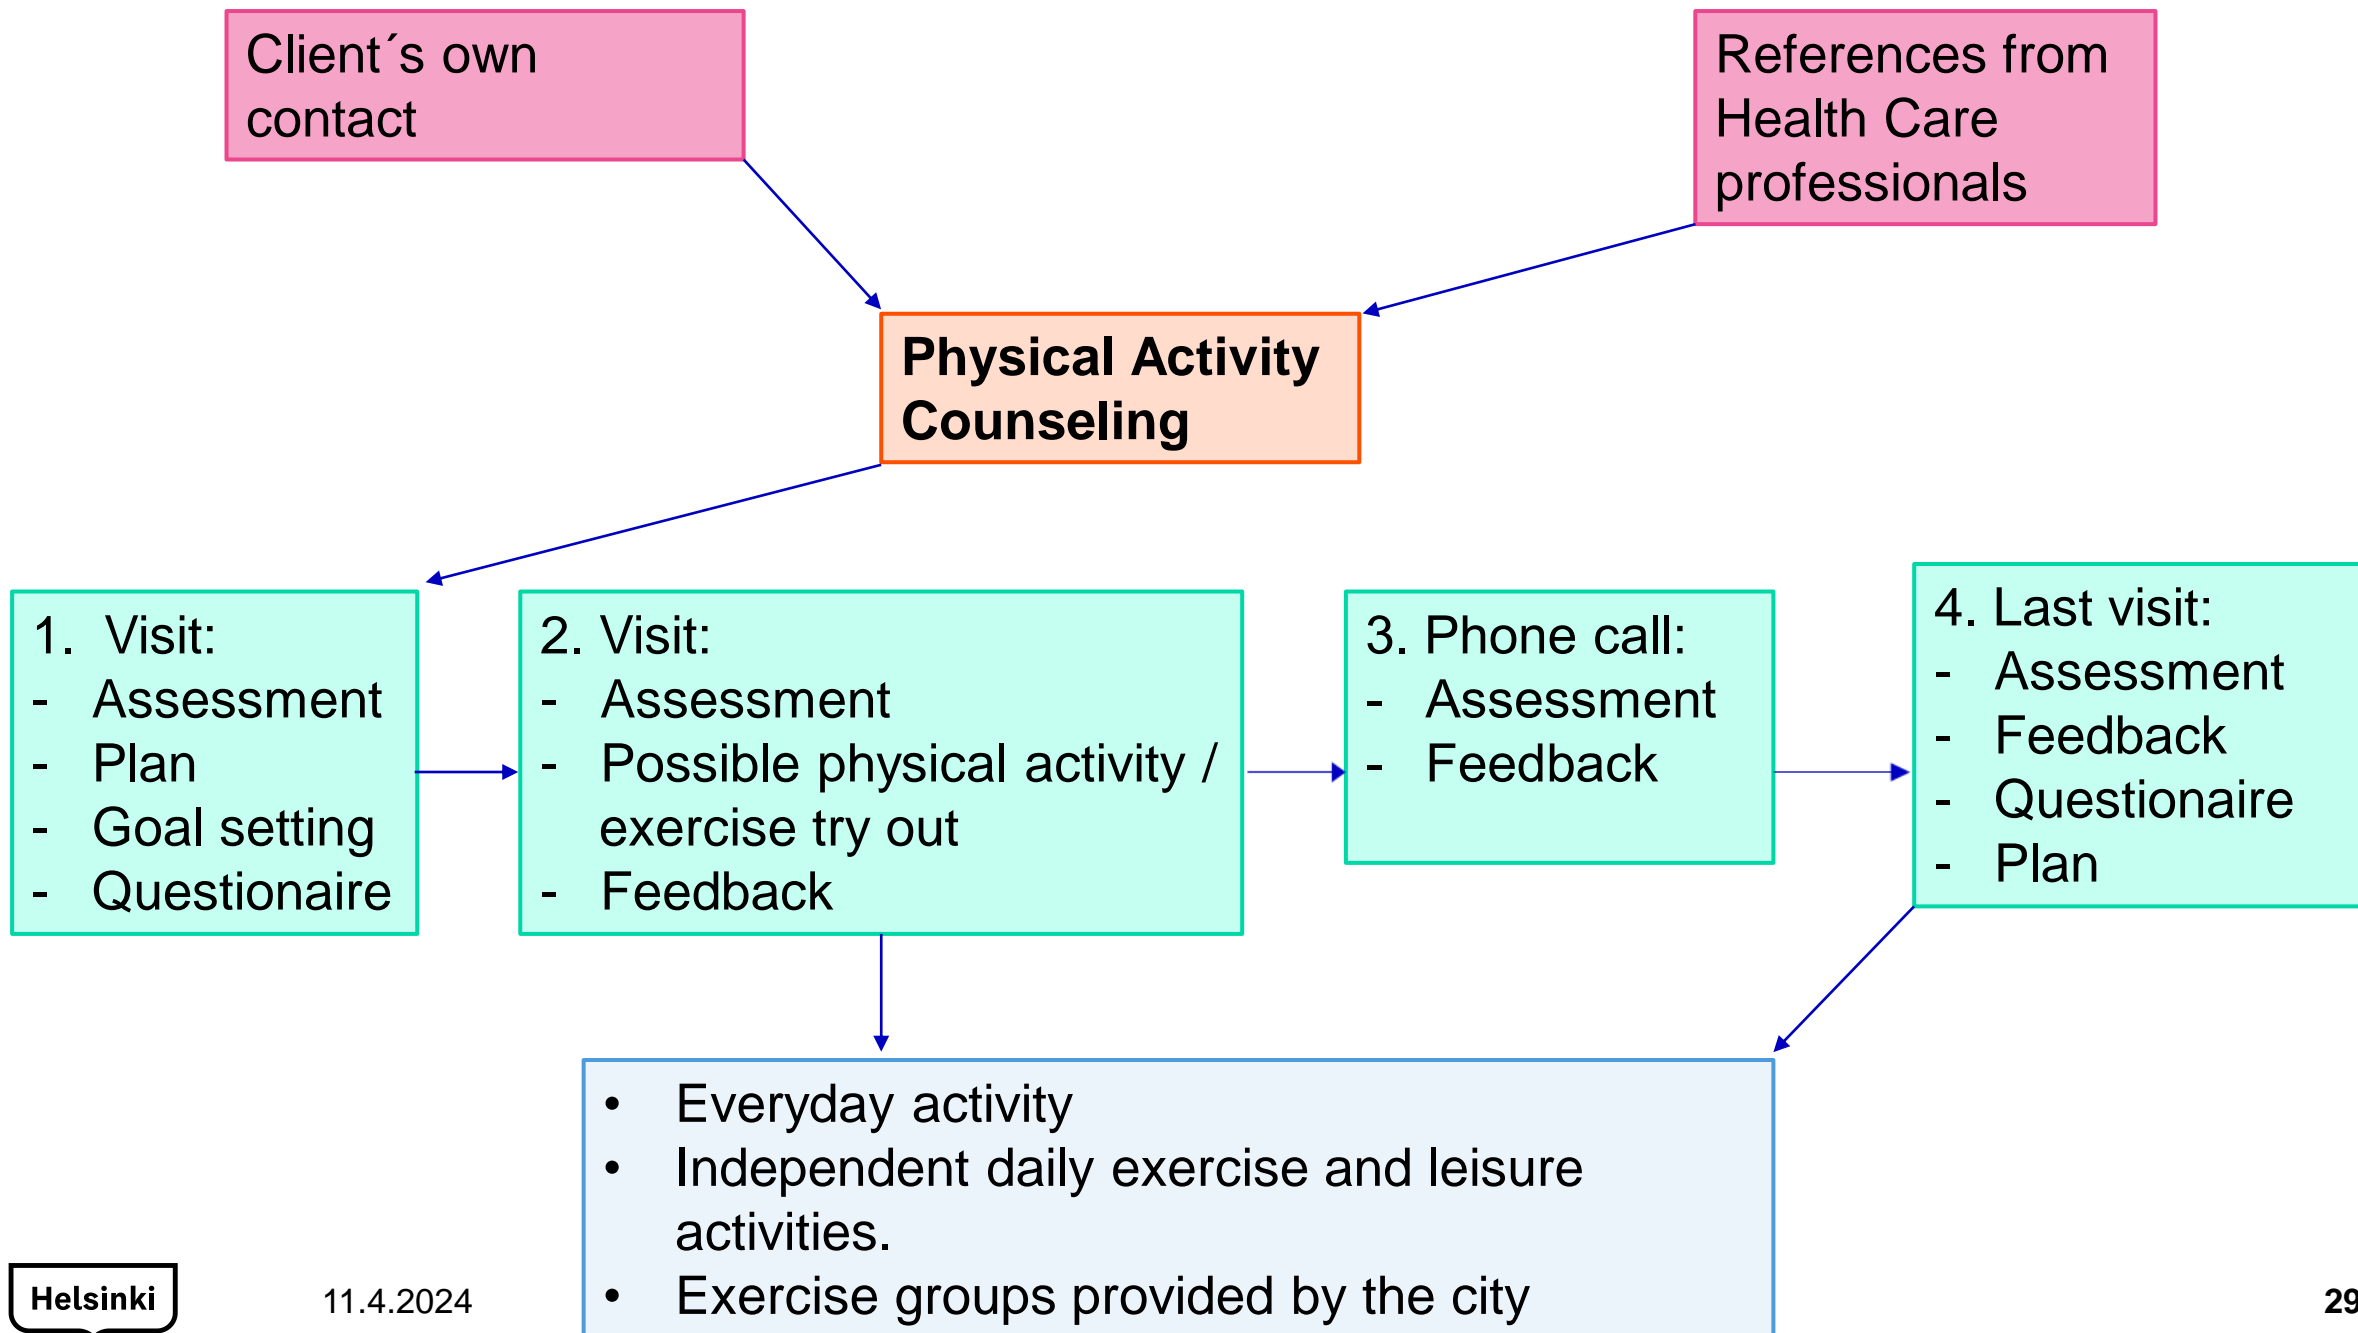 Client´s own
contact
References from
Health Care
professionals
Physical Activity
Counseling
1. Visit:
- Assessment
- Plan
- Goal setting
- Questionaire
2. Visit:
- Assessment
- Possible physical activity /
exercise try out
- Feedback
3. Phone call:
- Assessment
- Feedback
4. Last visit:
- Assessment
- Feedback
- Questionaire
- Plan
• Everyday activity
• Independent daily exercise and leisure
activities.
• Exercise groups provided by the city
Helsinki
11.4.2024
29